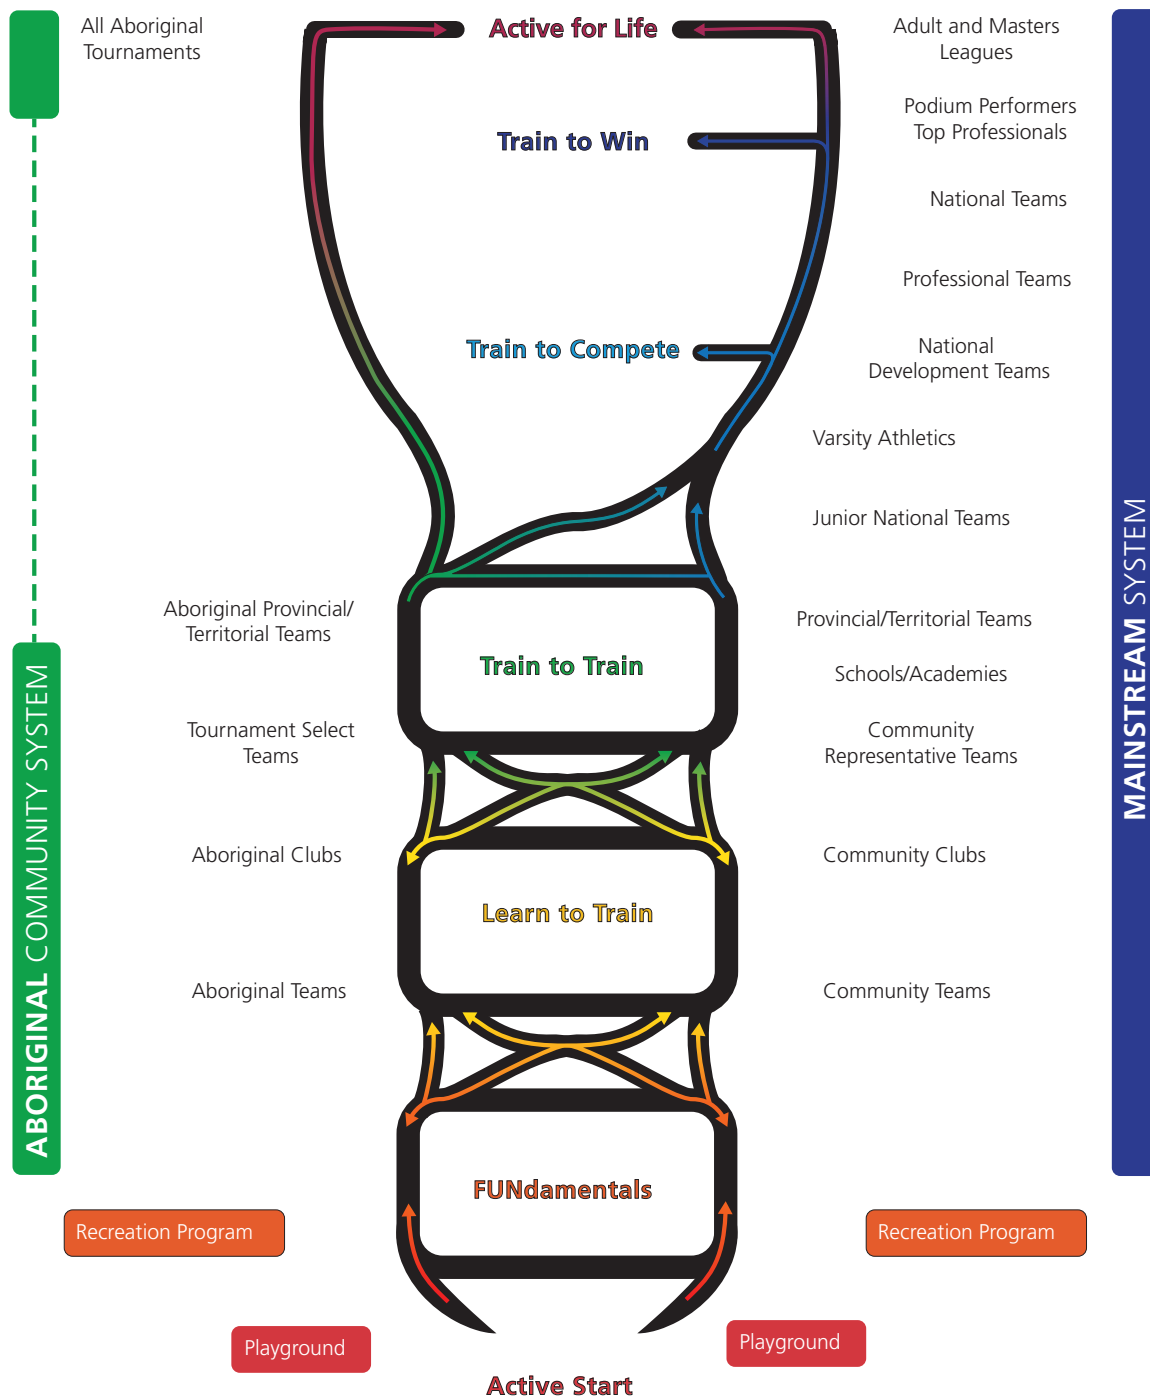 All Aboriginal
Tournaments
Active for Life
Adult and Masters
Leagues
Podium Performers
Top Professionals
Train to Win
National Teams
Professional Teams
Train to Compete
National
Development Teams
Varsity Athletics
Junior National Teams
MAINSTREAM SYSTEM
Aboriginal Provincial/
Territorial Teams
Provincial/Territorial Teams
Train to Train
Schools/Academies
Tournament Select
Teams
Community
Representative Teams
ABORIGINAL COMMUNITY SYSTEM
Aboriginal Clubs
Community Clubs
Learn to Train
Aboriginal Teams
Community Teams
FUNdamentals
Recreation Program
Recreation Program
Playground
Playground
Active Start